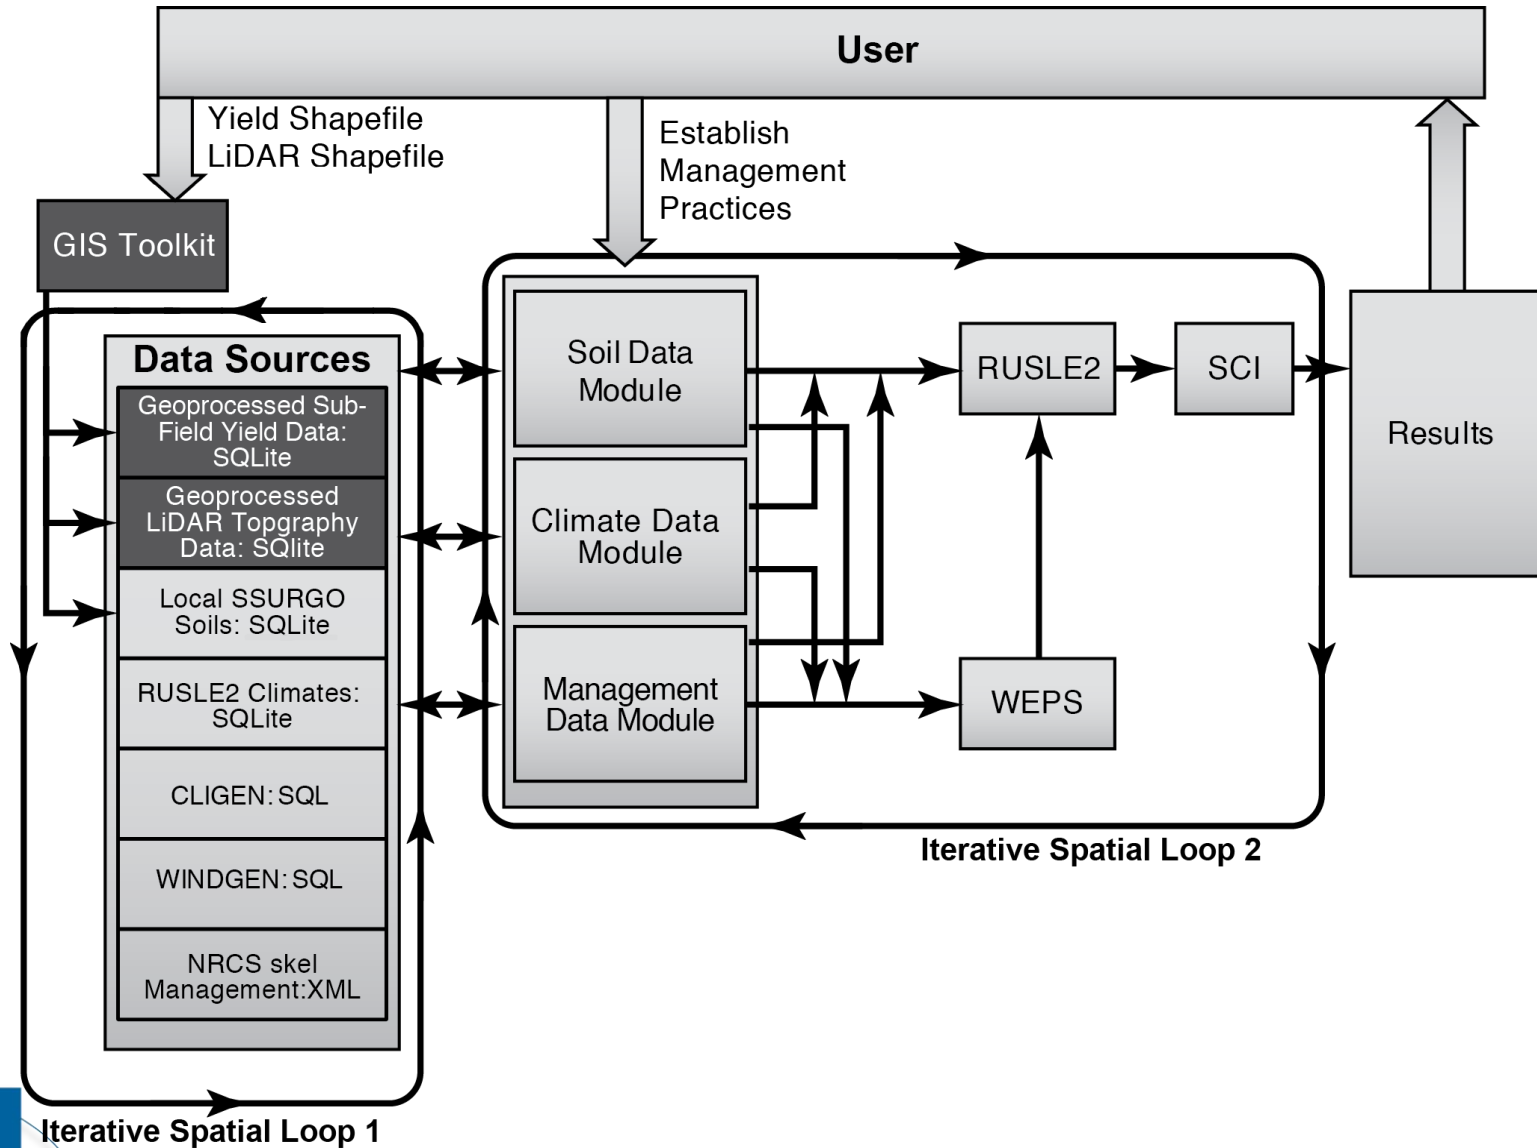 User
Yield Shapefile
LiDAR Shapefile
Establish
Management
Practices
GIS Toolkit
Data Sources
Geoprocessed Sub-
Field Yield Data:
SQLite
Geoprocessed
LiDAR Topgraphy
Data: SQlite
Local SSURGO
Soils: SQLite
RUSLE2 Climates:
SQLite
CLIGEN: SQL
WINDGEN: SQL
NRCS skel
Management:XML
Iterative Spatial Loop 1
Soil Data
Module
Climate Data
Module
Management
Data Module
RUSLE2
SCI
WEPS
Iterative Spatial Loop 2
Results